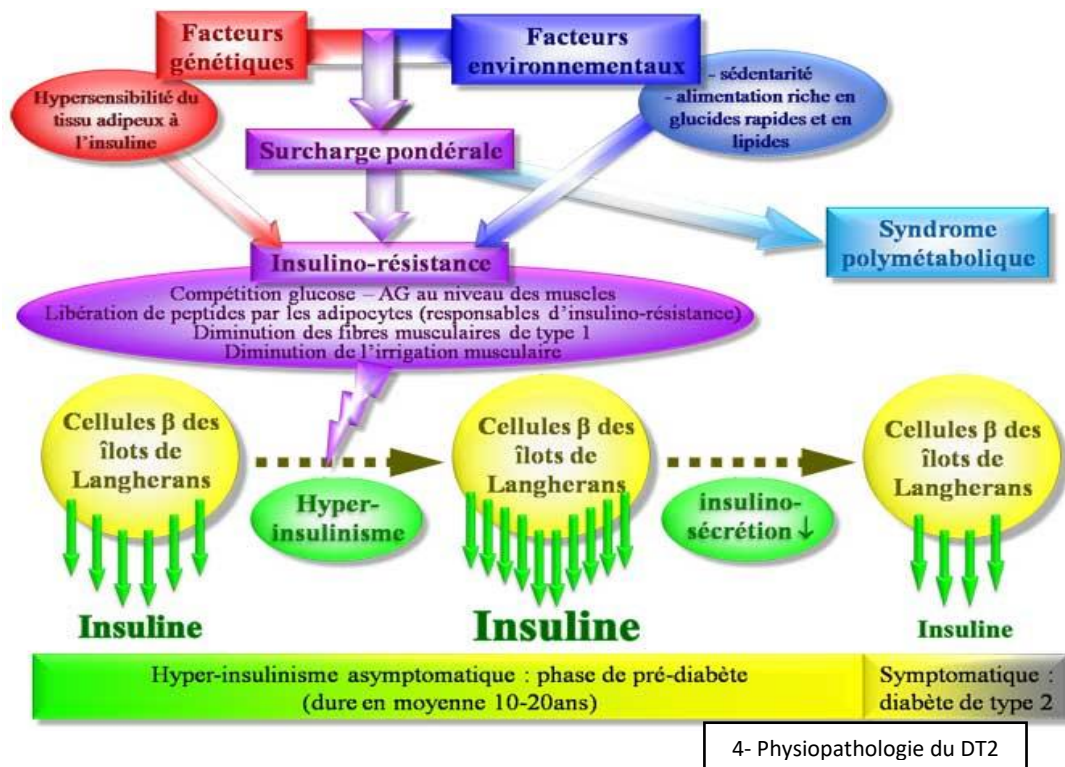 Facteurs
génétiques
Facteurs
environnementaux
Hypersensibilité du
tissu adipeux à
l'insuline
- sédentarité
- alimentation riche en
glucides rapides et en
lipides
Surcharge pondérale
Syndrome
polymétabolique
Insulino-résistance
Compétition glucose – AG au niveau des muscles
Libération de peptides par les adipocytes (responsables d'insulino-résistance)
Diminution des fibres musculaires de type 1
Diminution de l'irrigation musculaire
Cellules β des
îlots de
Langherans
Hyper-
insulinisme
Cellules β des
îlots de
Langherans
insulino-
sécrétion ↓
Cellules β des
îlots de
Langherans
Insuline
Insuline
Insuline
Hyper-insulinisme asymptomatique : phase de pré-diabète
(dure en moyenne 10-20ans)
Symptomatique :
diabète de type 2
4- Physiopathologie du DT2